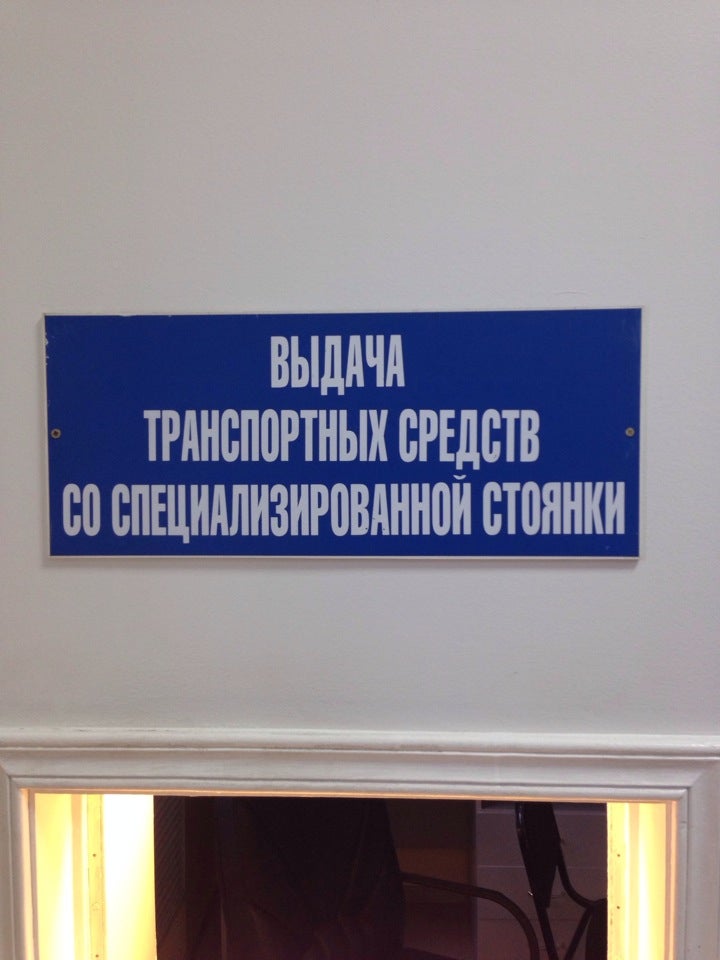 ВЫДАЧА
ТРАНСПОРТНЫХ СРЕДСТВ
СО СПЕЦИАЛИЗИРОВАННОЙ СТОЯНКИ